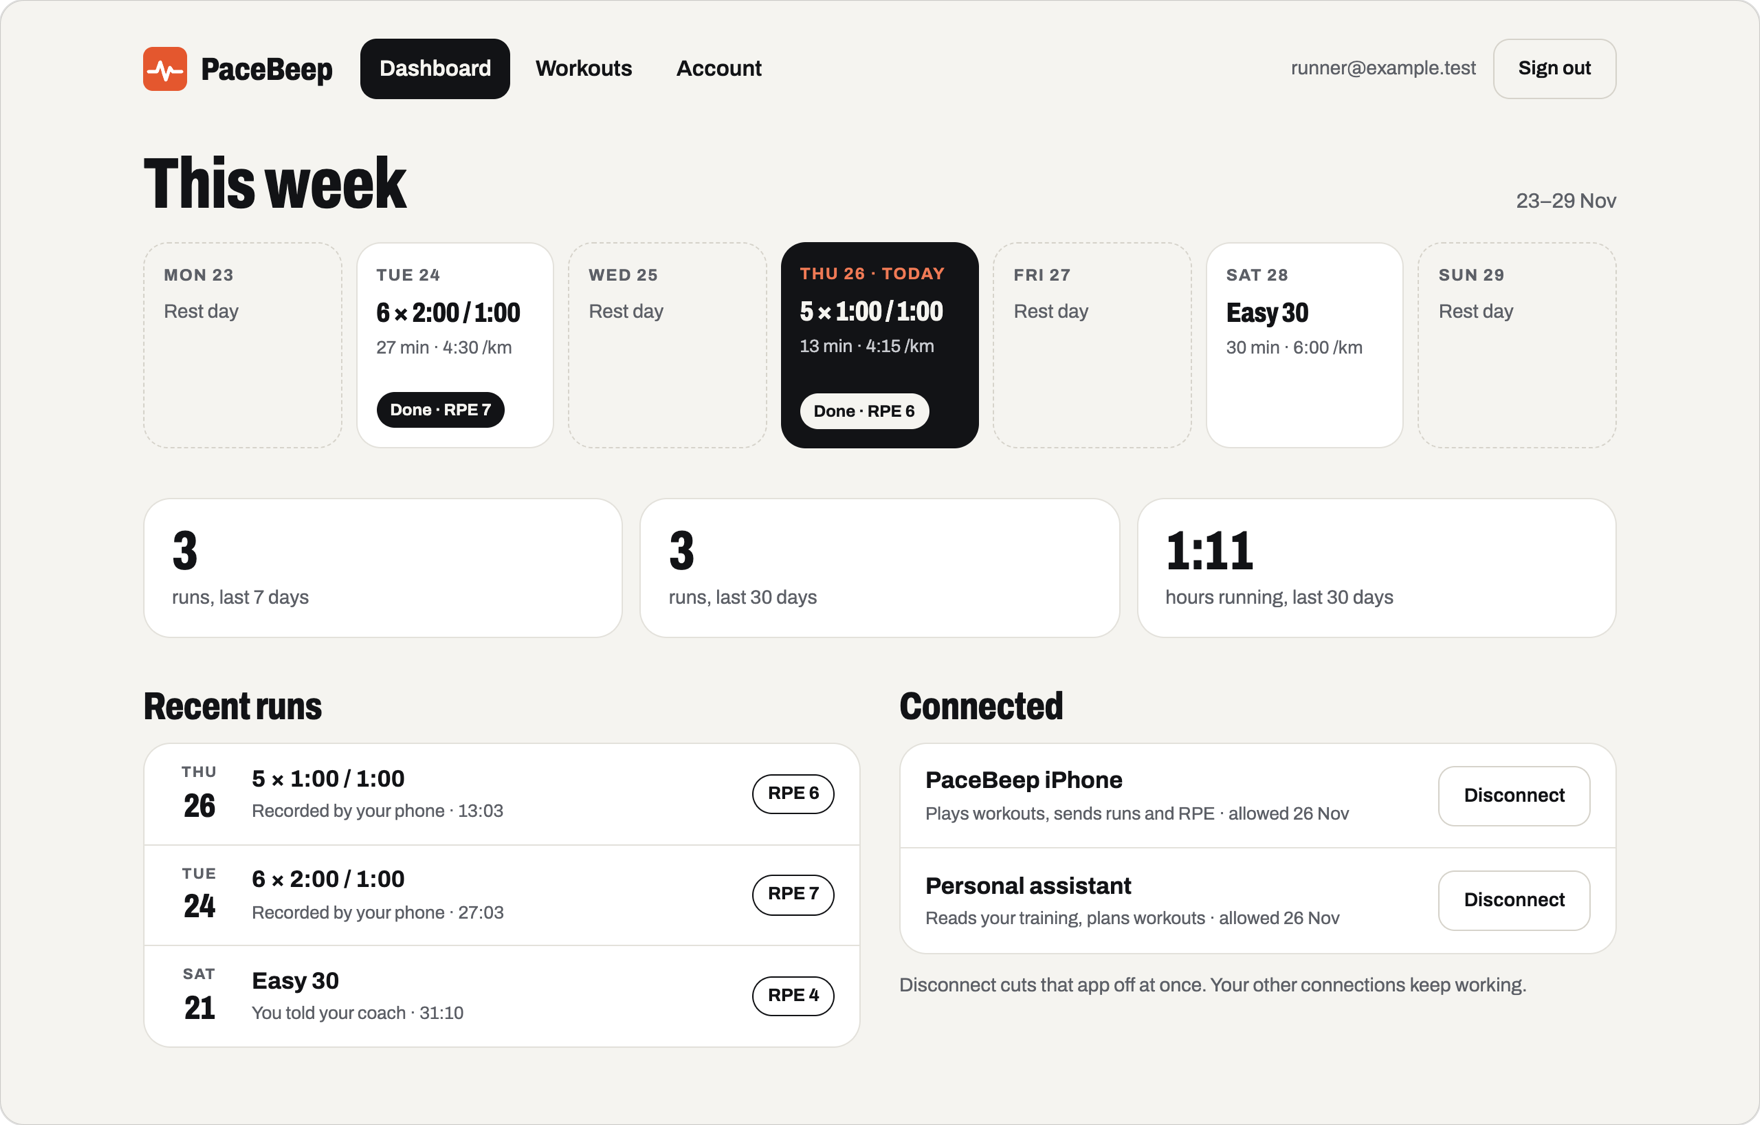 PaceBeep
Dashboard
Workouts
Account
runner@example.test
Sign out
This week
23–29 Nov
MON 23
Rest day
TUE 24
6 × 2:00 / 1:00
27 min · 4:30 /km
Done · RPE 7
WED 25
Rest day
THU 26 · TODAY
5 × 1:00 / 1:00
13 min · 4:15 /km
Done · RPE 6
FRI 27
Rest day
SAT 28
Easy 30
30 min · 6:00 /km
SUN 29
Rest day
3
runs, last 7 days
3
runs, last 30 days
1:11
hours running, last 30 days
Recent runs
THU
26
5 × 1:00 / 1:00
Recorded by your phone · 13:03
RPE 6
TUE
24
6 × 2:00 / 1:00
Recorded by your phone · 27:03
RPE 7
SAT
21
Easy 30
You told your coach · 31:10
RPE 4
Connected
PaceBeep iPhone
Plays workouts, sends runs and RPE · allowed 26 Nov
Disconnect
Personal assistant
Reads your training, plans workouts · allowed 26 Nov
Disconnect
Disconnect cuts that app off at once. Your other connections keep working.